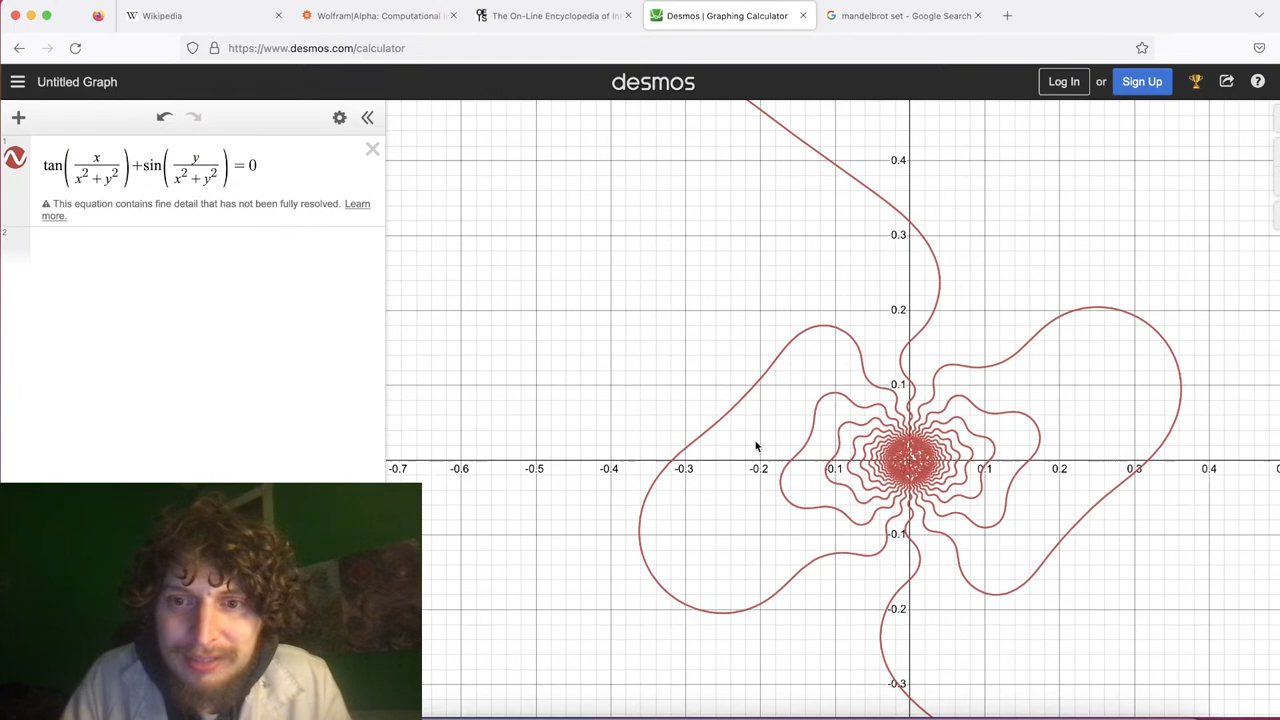 Wikipedia
Wolfram|Alpha: Computational I
The On-Line Encyclopedia of In
Desmos | Graphing Calculator
mandelbrot set - Google Search
https://www.desmos.com/calculator
Untitled Graph
desmos
Log In or Sign Up
1
tan(x/(x²+y²))+sin(y/(x²+y²))=0
This equation contains fine detail that has not been fully resolved. Learn
more.
2
0.4
0.3
0.2
0.1
-0.7 -0.6 -0.5 -0.4 -0.3 -0.2 -0.1 0 0.1 0.2 0.3 0.4
-0.1
-0.2
-0.3